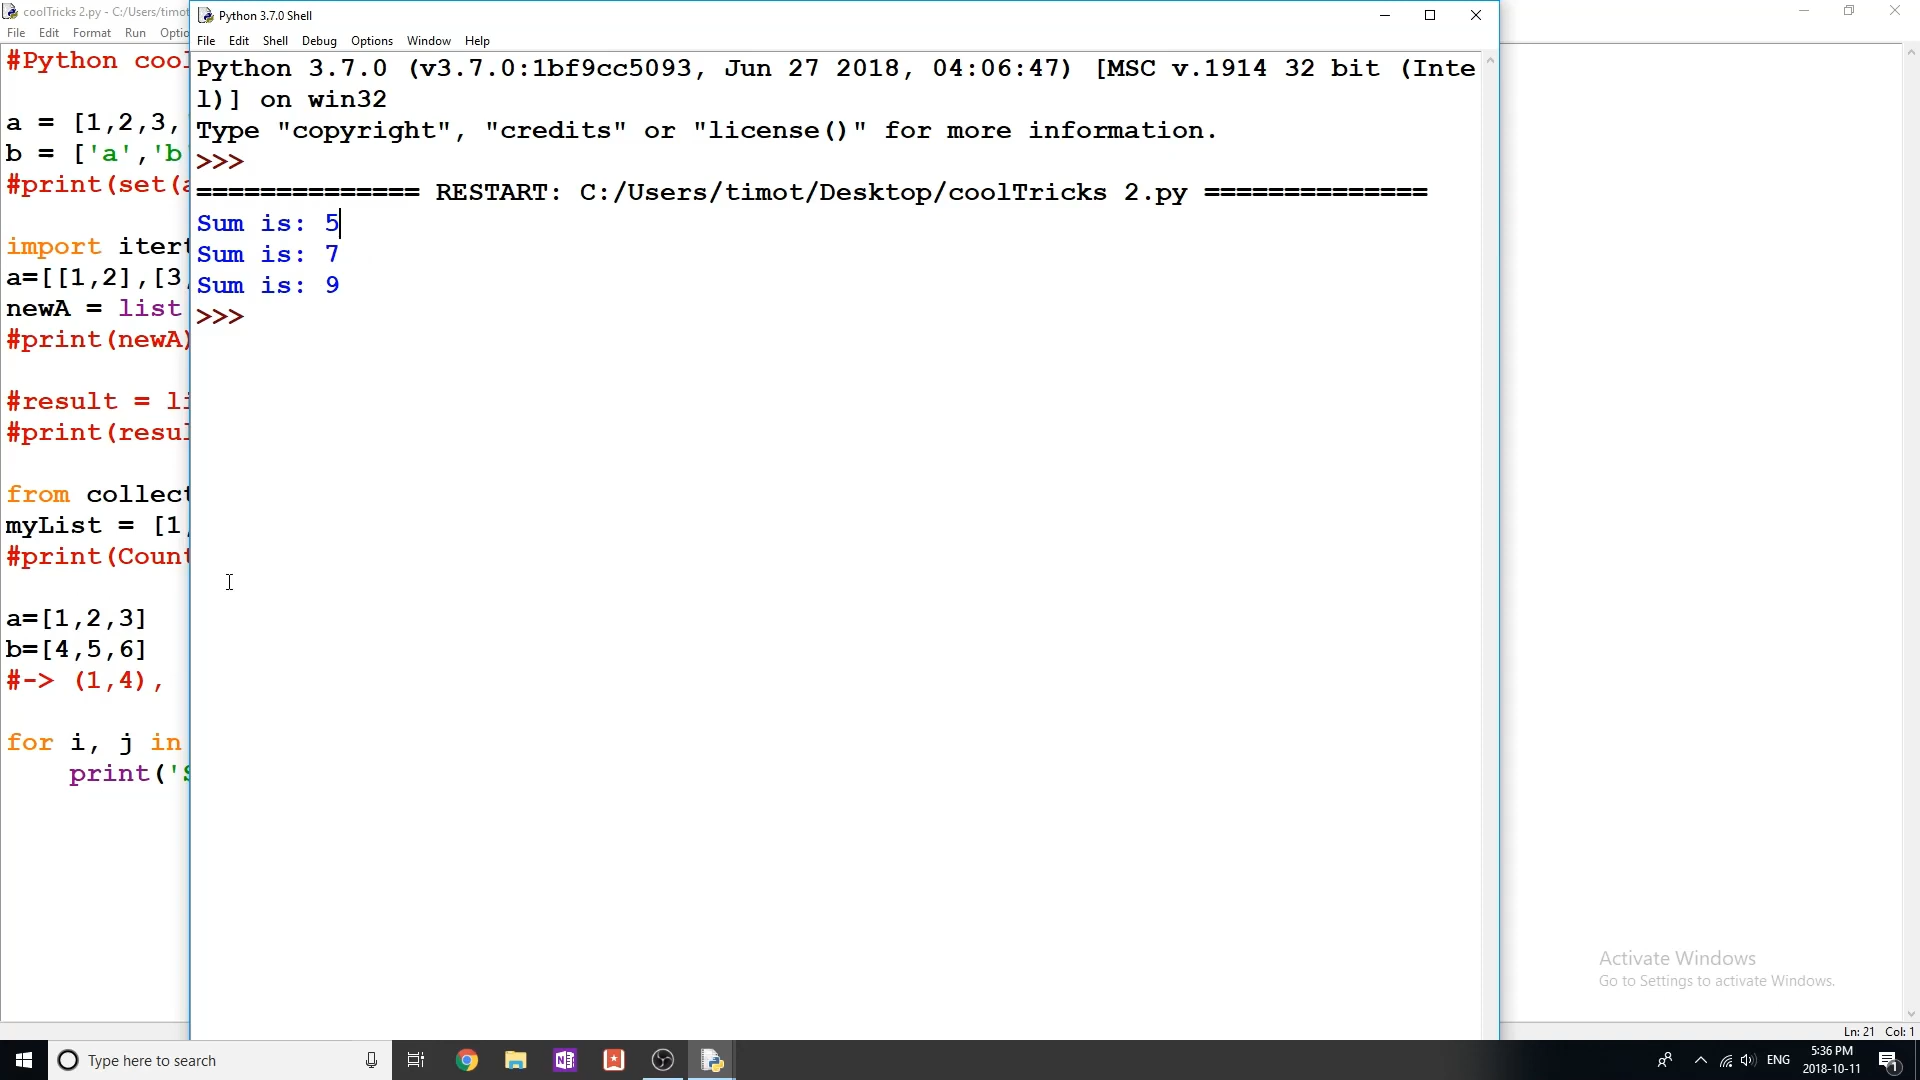 coolTricks 2.py - C:/Users/timot
File Edit Format Run Optio
#Python cool
a = [1,2,3,
b = ['a','b'
#print(set(a
import itert
a=[[1,2],[3,
newA = list
#print(newA)
#result = li
#print(resul
from collect
myList = [1,
#print(Count
a=[1,2,3]
b=[4,5,6]
#-> (1,4),
for i, j in
print('S
Python 3.7.0 Shell
File Edit Shell Debug Options Window Help
Python 3.7.0 (v3.7.0:1bf9cc5093, Jun 27 2018, 04:06:47) [MSC v.1914 32 bit (Inte
l)] on win32
Type "copyright", "credits" or "license()" for more information.
>>>
============== RESTART: C:/Users/timot/Desktop/coolTricks 2.py ==============
Sum is: 5
Sum is: 7
Sum is: 9
>>>
Activate Windows
Go to Settings to activate Windows.
Ln: 21 Col: 1
Type here to search
ENG
5:36 PM
2018-10-11
1